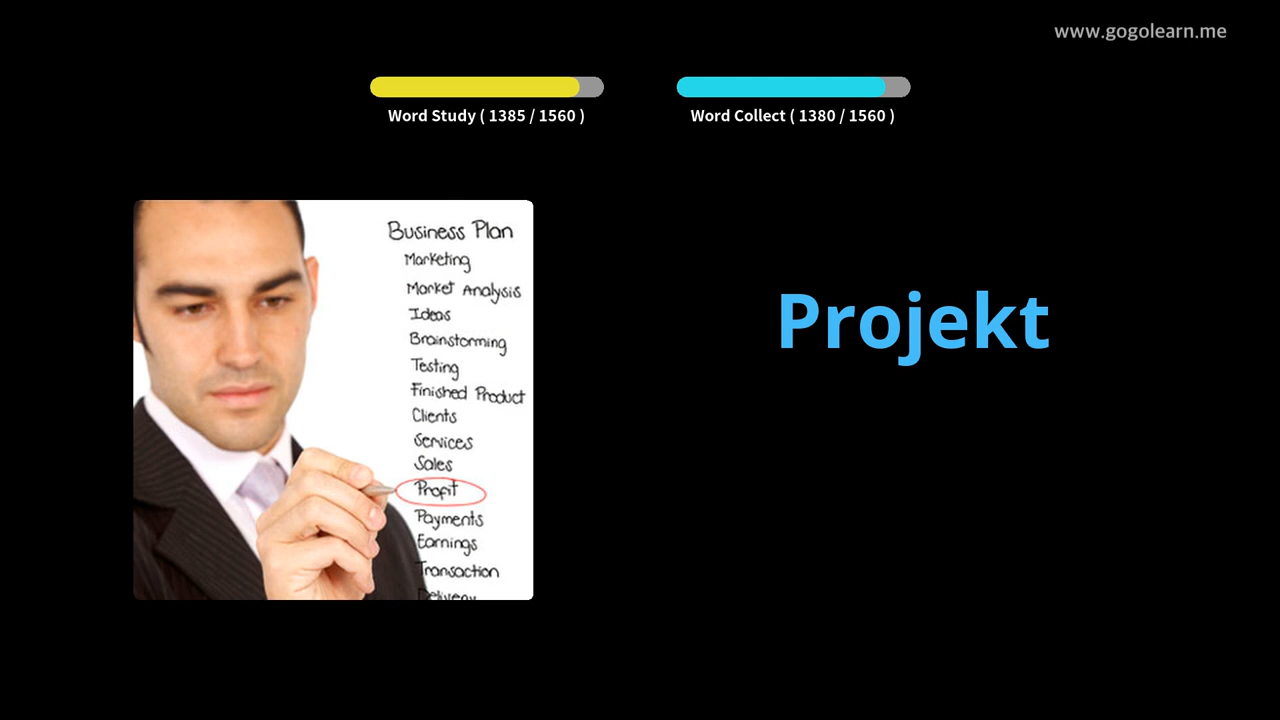 www.gogolearn.me
Word Study ( 1385 / 1560 )
Word Collect ( 1380 / 1560 )
Business Plan
Marketing
Market Analysis
Ideas
Brainstorming
Testing
Finished Product
Clients
Services
Sales
Profit
Payments
Earnings
Transaction
Delivery
Projekt